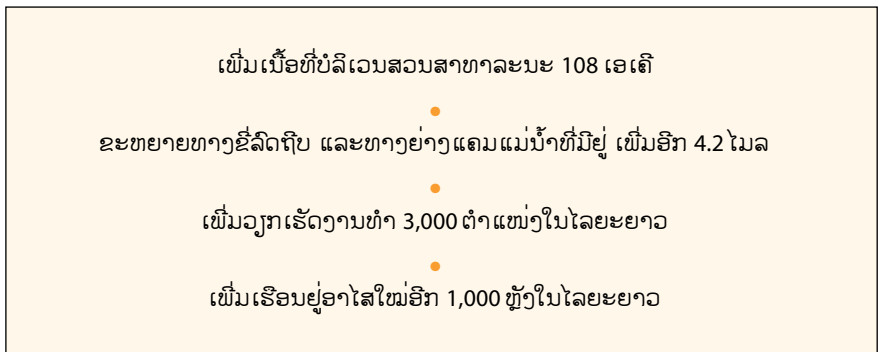 ເພີ່ມເນື້ອທີ່ບໍລິເວນສວນສາທາລະນະ 108 ເອເຄີ
ຂະຫຍາຍທາງຂີ່ລົດຖີບ ແລະທາງຍ່າງແຄມແມ່ນ້ຳທີ່ມີຢູ່ ເພີ່ມອີກ 4.2 ໄມລ
ເພີ່ມວຽກເຮັດງານທຳ 3,000 ຕຳແໜ່ງໃນໄລຍະຍາວ
ເພີ່ມເຮືອນຢູ່ອາໄສໃໝ່ອີກ 1,000 ຫຼັງໃນໄລຍະຍາວ